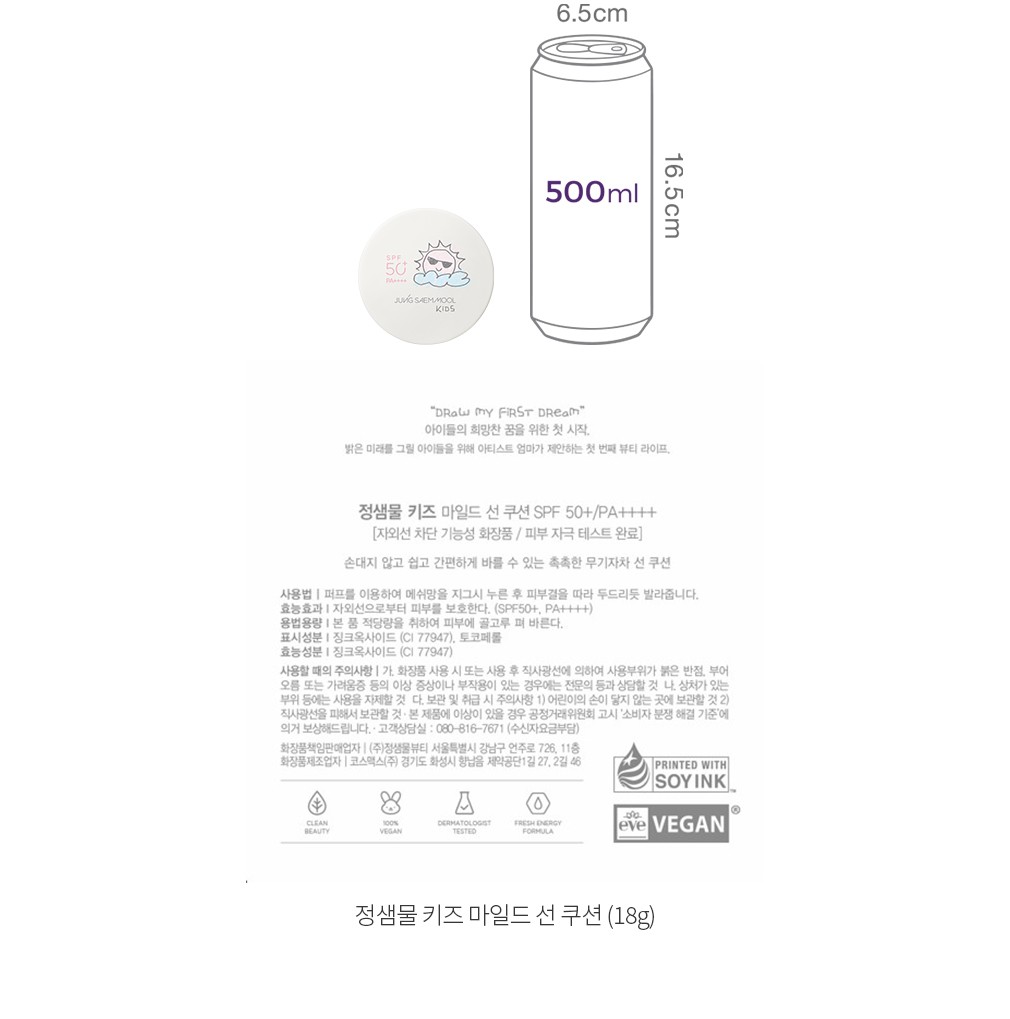 6.5cm
500ml
16.5cm
SPF
50+
PA++++
JUNG SAEMMOOL
KIDS
"DRaW MY FiRST DReaM"
아이들의 희망찬 꿈을 위한 첫 시작.
밝은 미래를 그릴 아이들을 위해 아티스트 엄마가 제안하는 첫 번째 뷰티 라이프.
정샘물 키즈 마일드 선 쿠션 SPF 50+/PA++++
[자외선 차단 기능성 화장품 / 피부 자극 테스트 완료]
손대지 않고 쉽고 간편하게 바를 수 있는 촉촉한 무기자차 선 쿠션
사용법 | 퍼프를 이용하여 메쉬망을 지그시 누른 후 피부결을 따라 두드리듯 발라줍니다.
효능효과 | 자외선으로부터 피부를 보호한다. (SPF50+, PA++++)
용법용량 | 본 품 적당량을 취하여 피부에 골고루 펴 바른다.
표시성분 | 징크옥사이드 (CI 77947), 토코페롤
효능성분 | 징크옥사이드 (CI 77947)
사용할 때의 주의사항 | 가. 화장품 사용 시 또는 사용 후 직사광선에 의하여 사용부위가 붉은 반점, 부어
오름 또는 가려움증 등의 이상 증상이나 부작용이 있는 경우에는 전문의 등과 상담할 것 나. 상처가 있는
부위 등에는 사용을 자제할 것 다. 보관 및 취급 시 주의사항 1) 어린이의 손이 닿지 않는 곳에 보관할 것 2)
직사광선을 피해서 보관할 것 · 본 제품에 이상이 있을 경우 공정거래위원회 고시 '소비자 분쟁 해결 기준'에
의거 보상해드립니다. · 고객상담실 : 080-816-7671 (수신자요금부담)
화장품책임판매업자 | (주)정샘물뷰티 서울특별시 강남구 언주로 726, 11층
화장품제조업자 | 코스맥스(주) 경기도 화성시 향남읍 제약공단1길 27, 2길 46
PRINTED WITH
SOY INK™
CLEAN
BEAUTY
100%
VEGAN
DERMATOLOGIST
TESTED
FRESH ENERGY
FORMULA
eve VEGAN®
정샘물 키즈 마일드 선 쿠션 (18g)